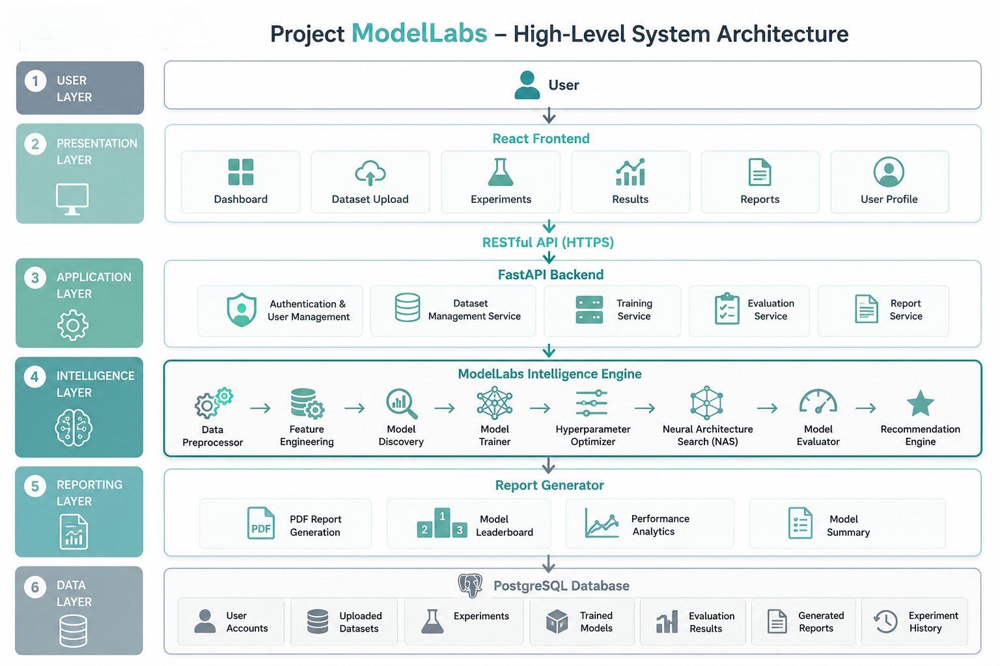 Project ModelLabs – High-Level System Architecture
1
USER
LAYER
User
2
PRESENTATION
LAYER
React Frontend
Dashboard
Dataset Upload
Experiments
Results
Reports
User Profile
RESTful API (HTTPS)
3
APPLICATION
LAYER
FastAPI Backend
Authentication &
User Management
Dataset
Management Service
Training
Service
Evaluation
Service
Report
Service
4
INTELLIGENCE
LAYER
ModelLabs Intelligence Engine
Data
Preprocessor
Feature
Engineering
Model
Discovery
Model
Trainer
Hyperparameter
Optimizer
Neural Architecture
Search (NAS)
Model
Evaluator
Recommendation
Engine
5
REPORTING
LAYER
Report Generator
PDF
PDF Report
Generation
2 1 3
Model
Leaderboard
Performance
Analytics
Model
Summary
6
DATA
LAYER
PostgreSQL Database
User
Accounts
Uploaded
Datasets
Experiments
Trained
Models
Evaluation
Results
Generated
Reports
Experiment
History